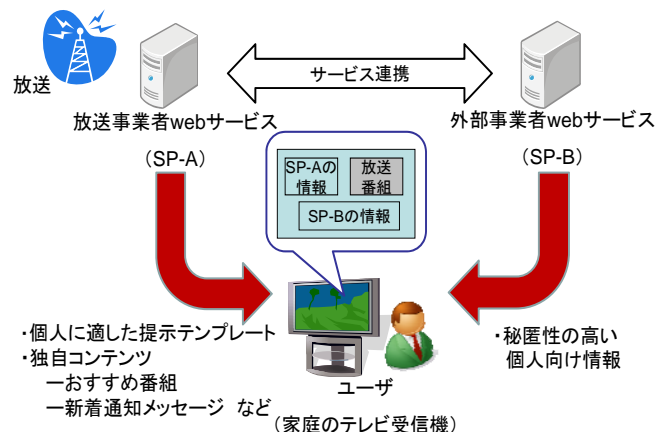 放送
サービス連携
放送事業者webサービス
(SP-A)
外部事業者webサービス
(SP-B)
SP-Aの
情報
放送
番組
SP-Bの情報
・個人に適した提示テンプレート
・独自コンテンツ
ーおすすめ番組
ー新着通知メッセージ など
・秘匿性の高い
個人向け情報
ユーザ
(家庭のテレビ受信機)